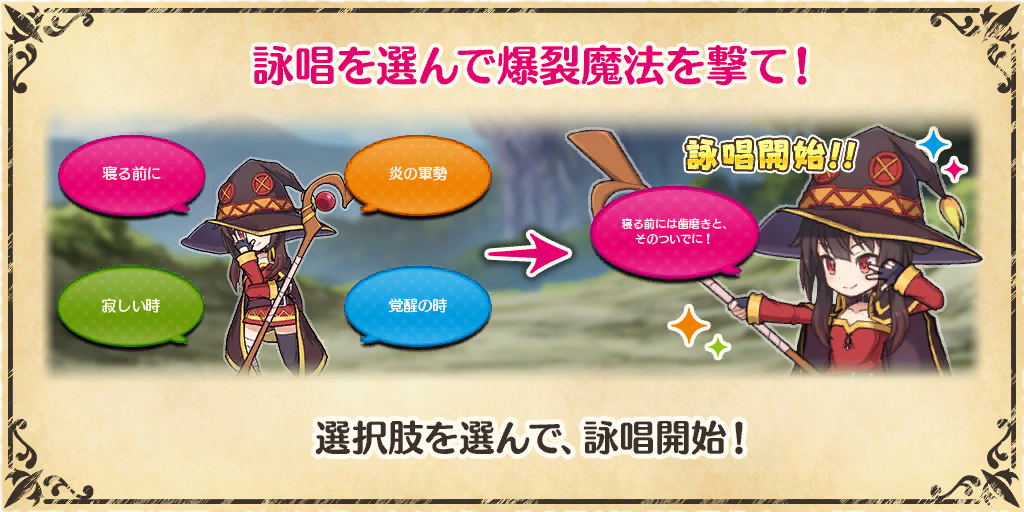 詠唱を選んで爆裂魔法を撃て！
寝る前に
炎の軍勢
寂しい時
覚醒の時
詠唱開始!!
寝る前には歯磨きと、
そのついでに！
選択肢を選んで、詠唱開始！